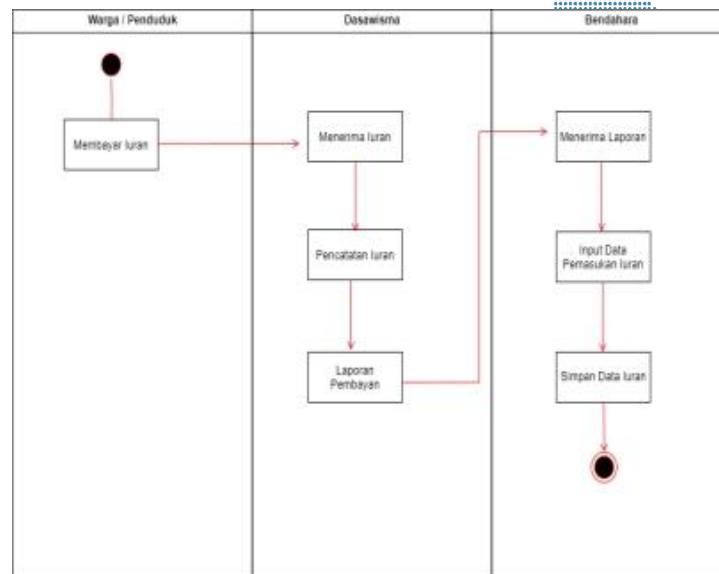 Warga / Penduduk
Dasawisma
Bendahara
Membayar Iuran
Menerima Iuran
Pencatatan Iuran
Laporan
Pembayan
Menerima Laporan
Input Data
Pemasukan Iuran
Simpan Data Iuran